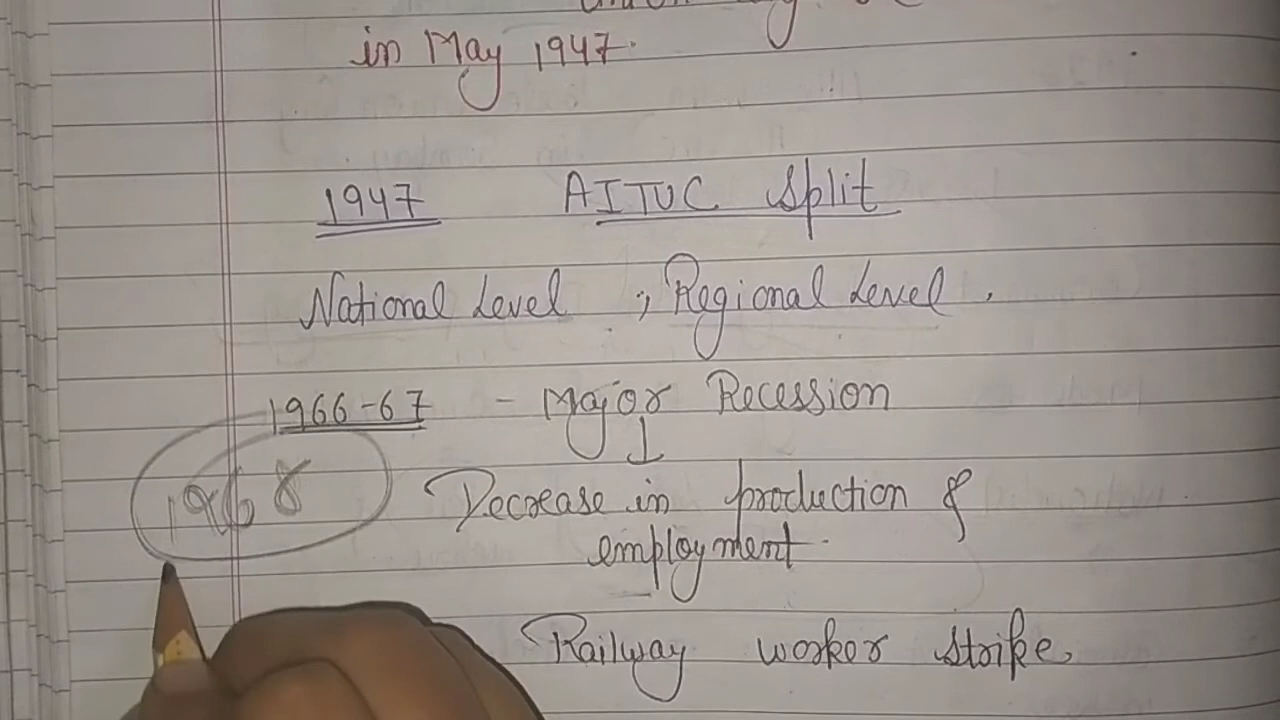 in May 1947.
1947 AITUC Split
National Level ; Regional Level .
1966-67 - Major Recession
↓
1968 Decrease in production &
employment.
Railway worker strike.